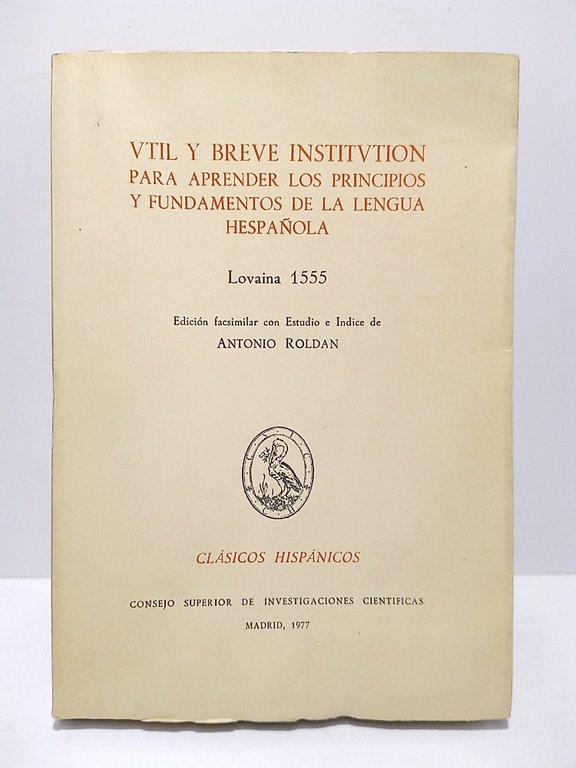 VTIL Y BREVE INSTITVTION
PARA APRENDER LOS PRINCIPIOS
Y FUNDAMENTOS DE LA LENGUA
HESPAÑOLA
Lovaina 1555
Edición facsimilar con Estudio e Indice de
ANTONIO ROLDAN
CSIC
CLÁSICOS HISPÁNICOS
CONSEJO SUPERIOR DE INVESTIGACIONES CIENTIFICAS
MADRID, 1977